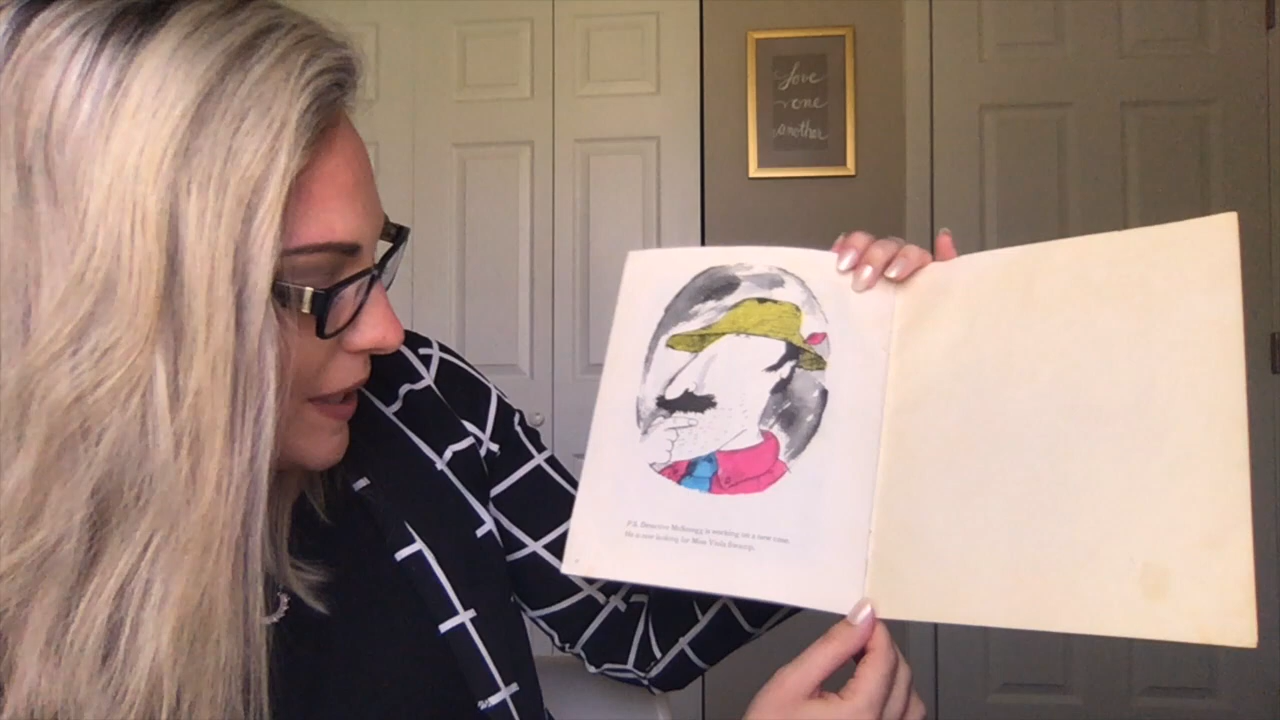 love
one
another
P.S. Detective McSmogg is working on a new case.
He is now looking for Miss Viola Swamp.